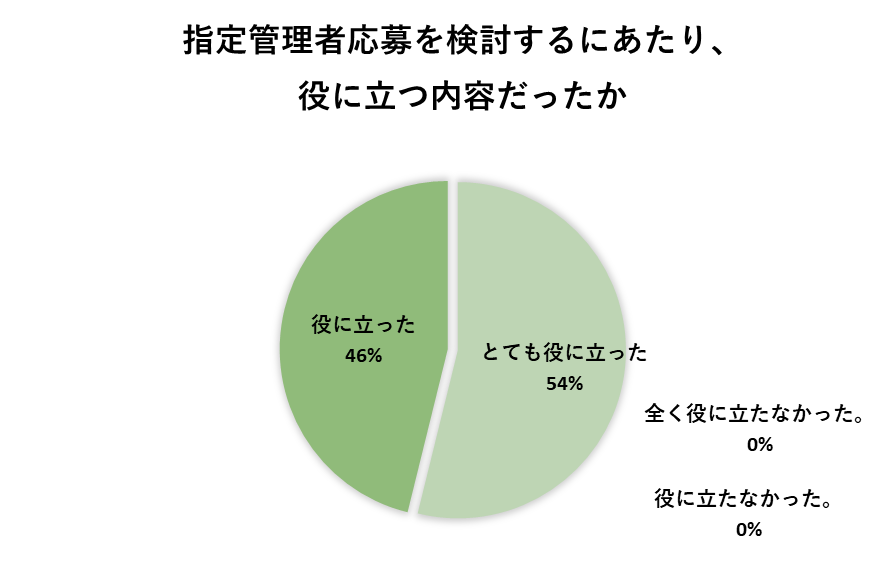 指定管理者応募を検討するにあたり、
役に立つ内容だったか
役に立った
46%
とても役に立った
54%
全く役に立たなかった。
0%
役に立たなかった。
0%